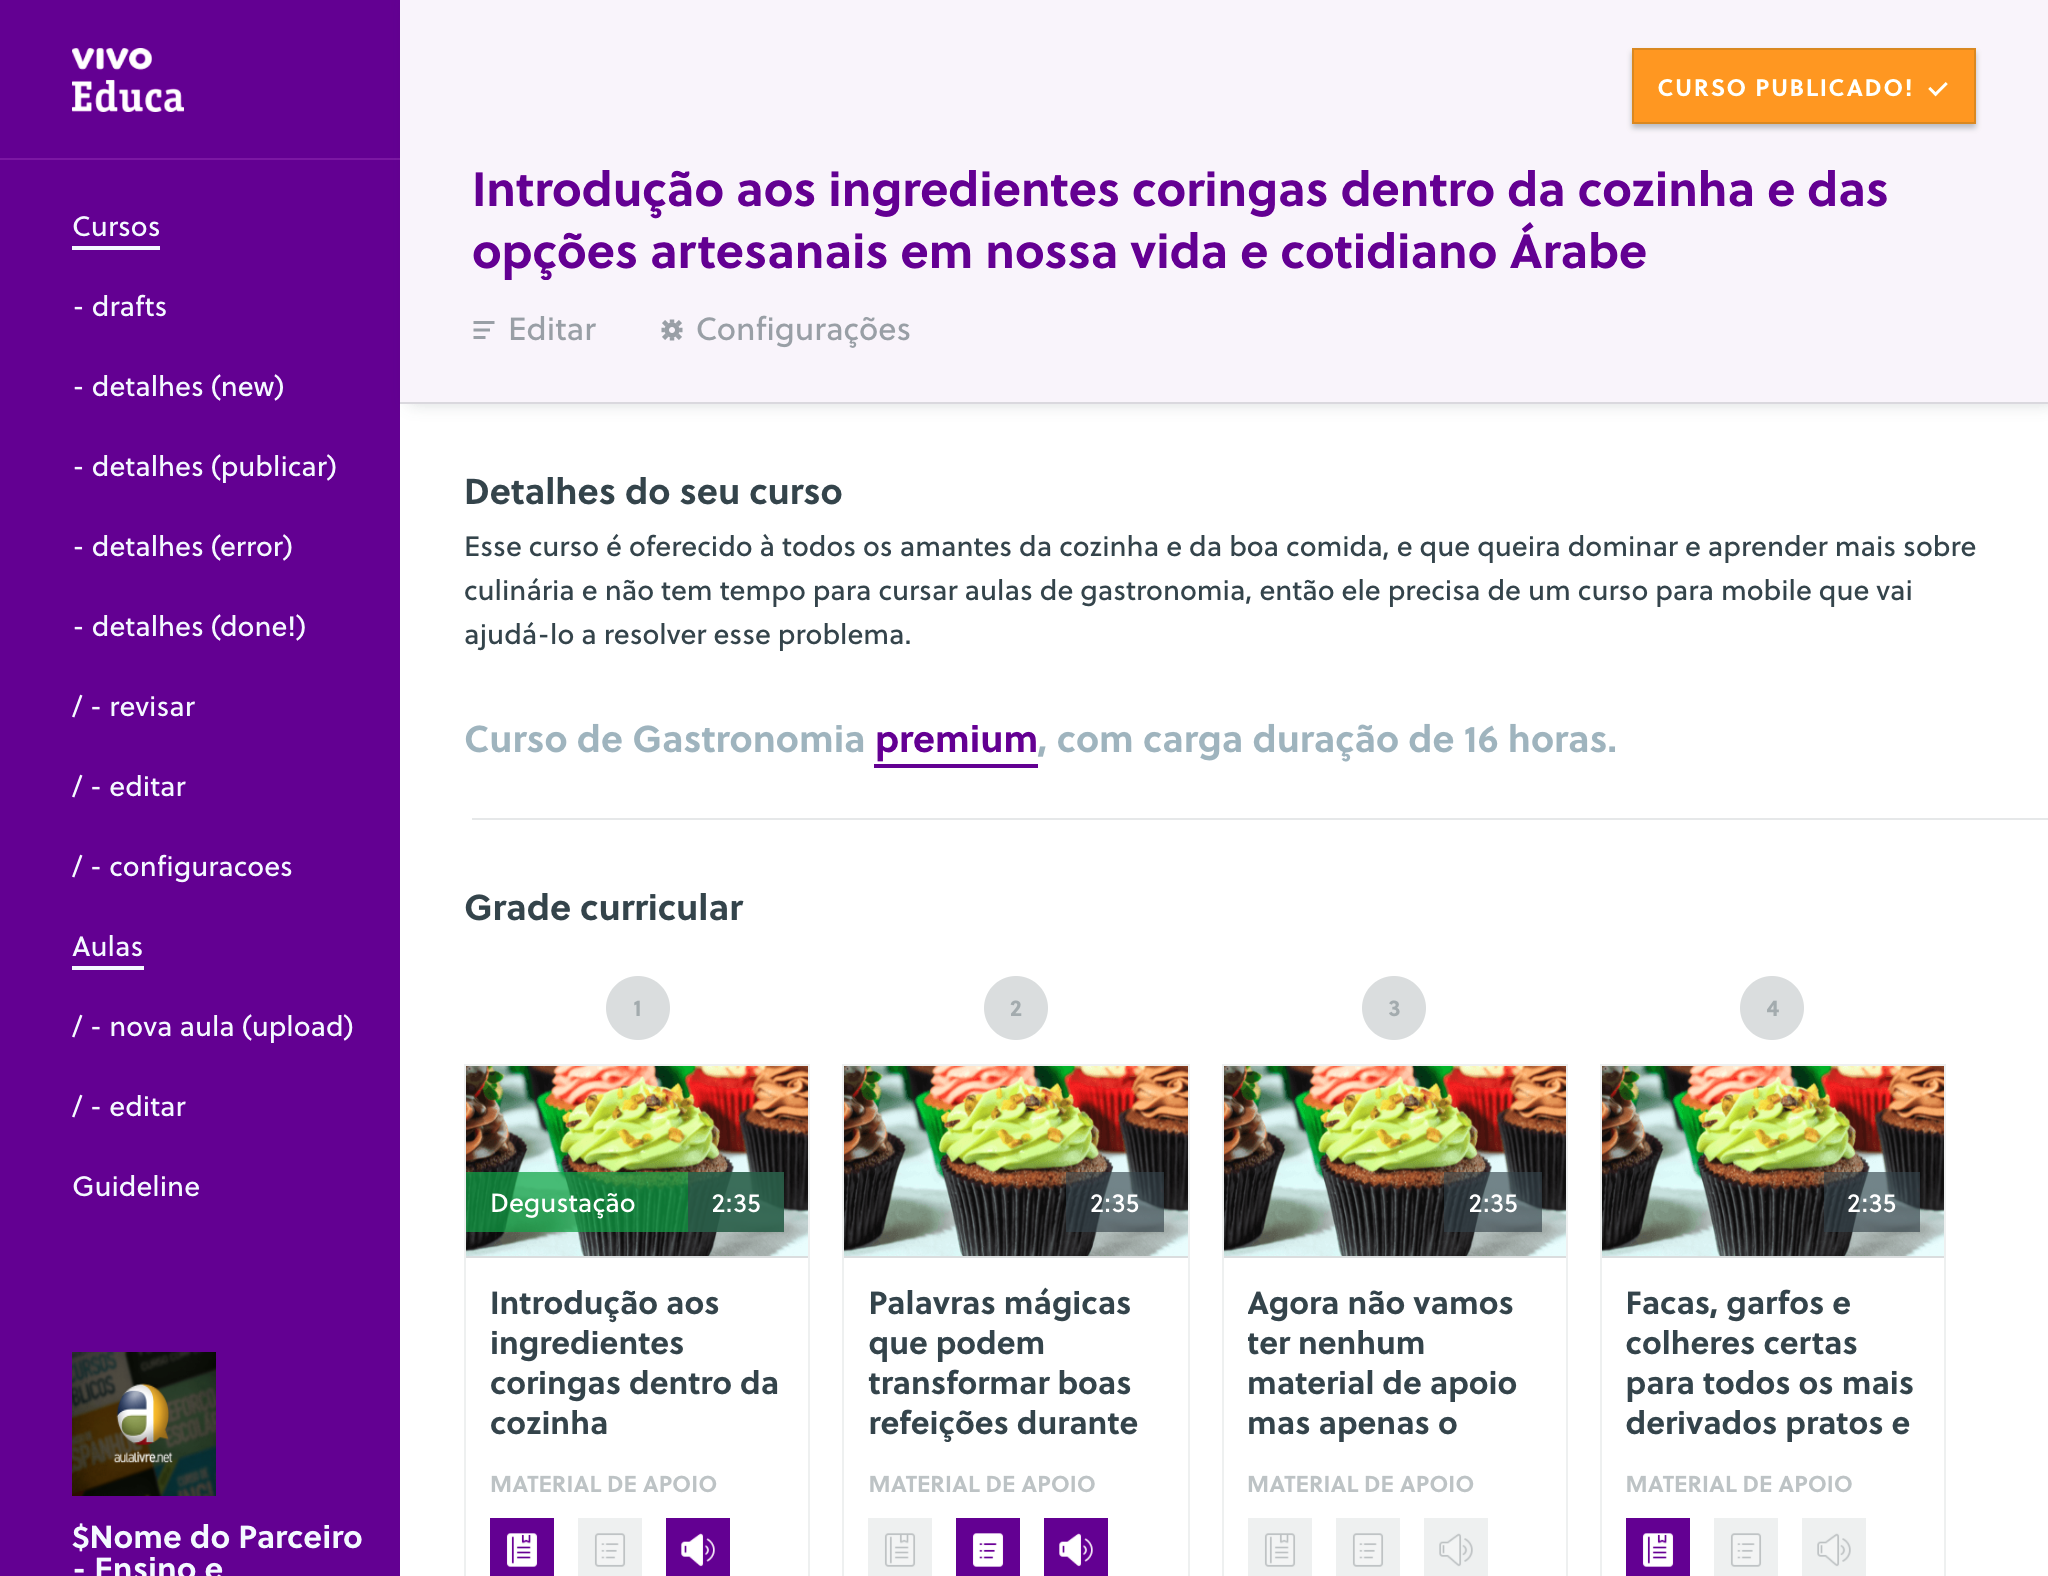 vivo
Educa
Cursos
- drafts
- detalhes (new)
- detalhes (publicar)
- detalhes (error)
- detalhes (done!)
/ - revisar
/ - editar
/ - configuracoes
Aulas
/ - nova aula (upload)
/ - editar
Guideline
aulalivre.net
$Nome do Parceiro
- Ensino e
CURSO PUBLICADO!
Introdução aos ingredientes coringas dentro da cozinha e das
opções artesanais em nossa vida e cotidiano Árabe
Editar
Configurações
Detalhes do seu curso
Esse curso é oferecido à todos os amantes da cozinha e da boa comida, e que queira dominar e aprender mais sobre
culinária e não tem tempo para cursar aulas de gastronomia, então ele precisa de um curso para mobile que vai
ajudá-lo a resolver esse problema.
Curso de Gastronomia premium, com carga duração de 16 horas.
Grade curricular
1
Degustação 2:35
Introdução aos
ingredientes
coringas dentro da
cozinha
MATERIAL DE APOIO
2
2:35
Palavras mágicas
que podem
transformar boas
refeições durante
MATERIAL DE APOIO
3
2:35
Agora não vamos
ter nenhum
material de apoio
mas apenas o
MATERIAL DE APOIO
4
2:35
Facas, garfos e
colheres certas
para todos os mais
derivados pratos e
MATERIAL DE APOIO